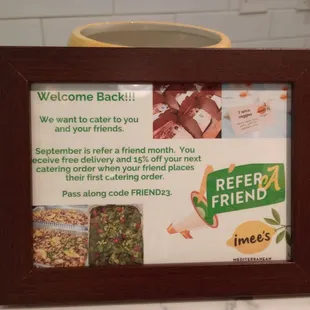 Welcome Back!!!
We want to cater to you
and your friends.
September is refer a friend month. You
receive free delivery and 15% off your next
catering order when your friend places
their first catering order.
Pass along code FRIEND23.
REFER A
FRIEND
imee's
MEDITERRANEAN